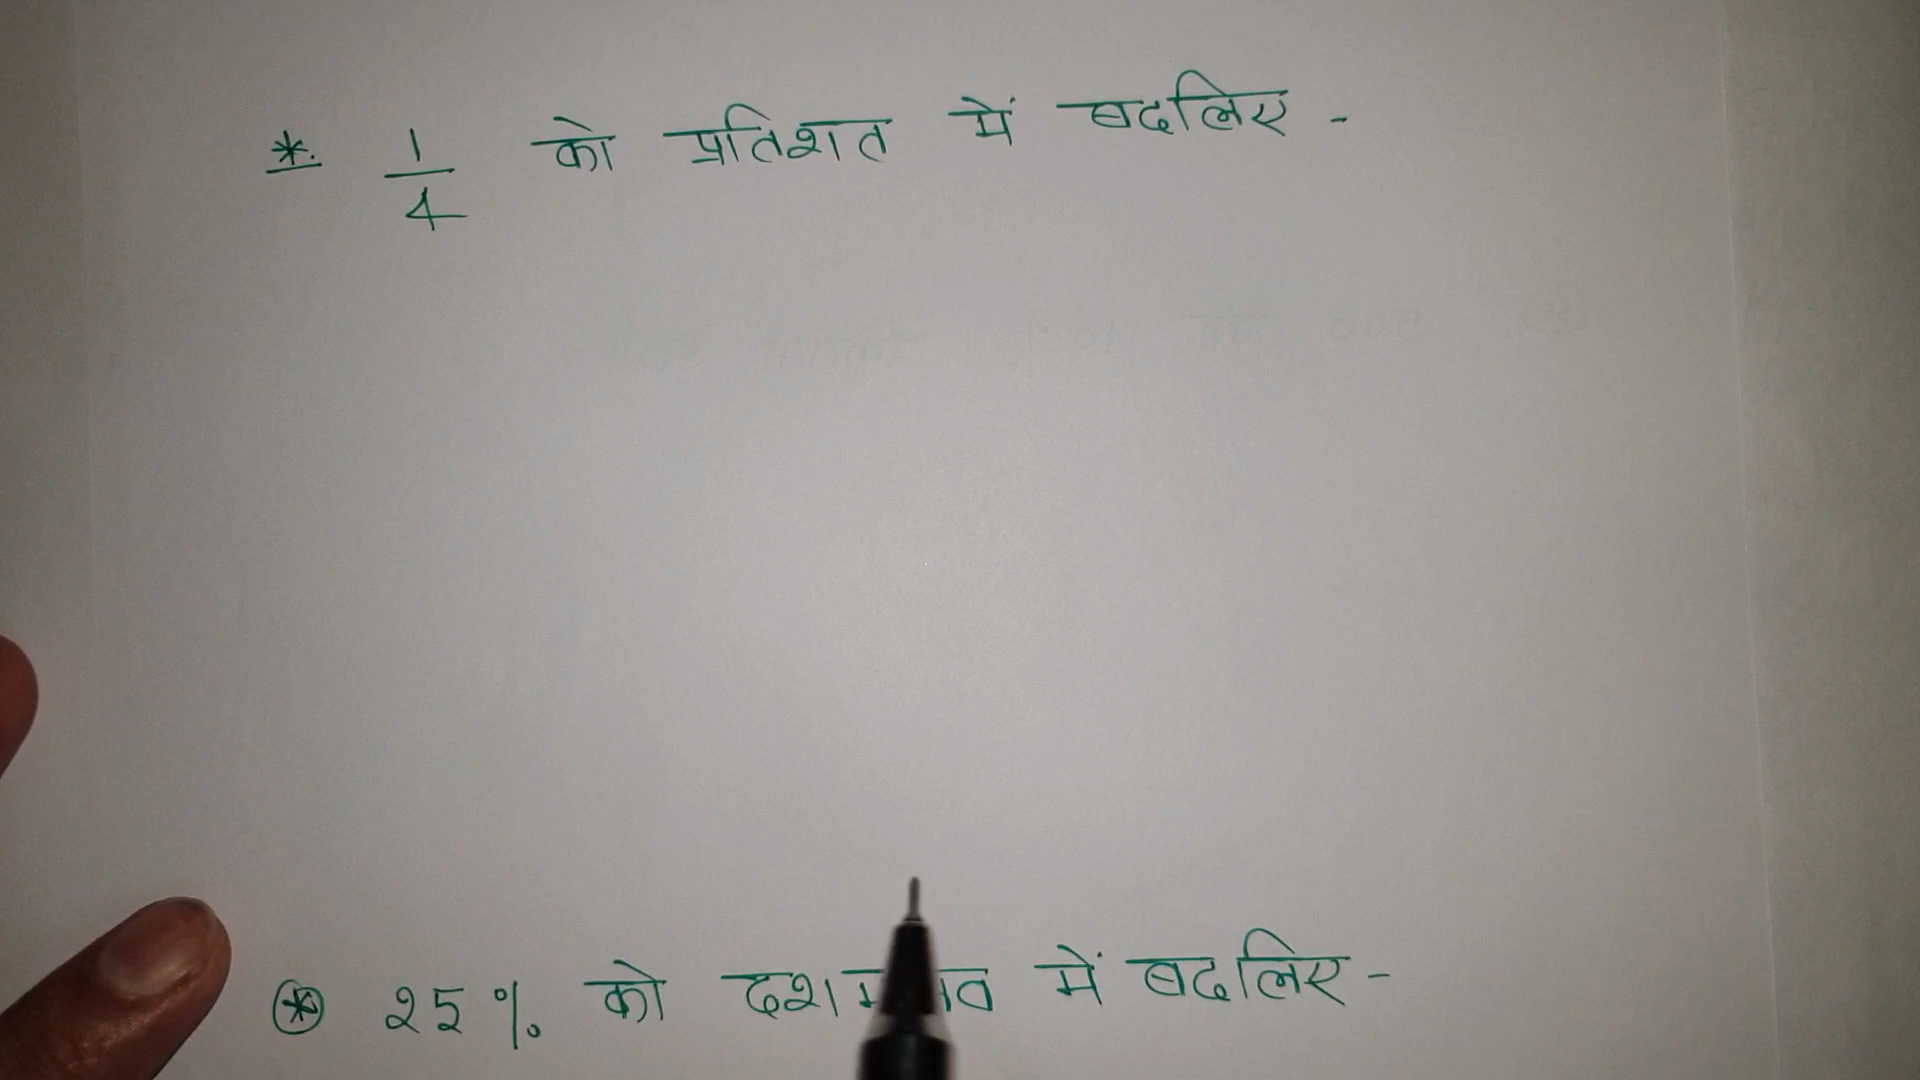 *. 1/4 को प्रतिशत में बदलिए -
* 25% को में बदलिए -